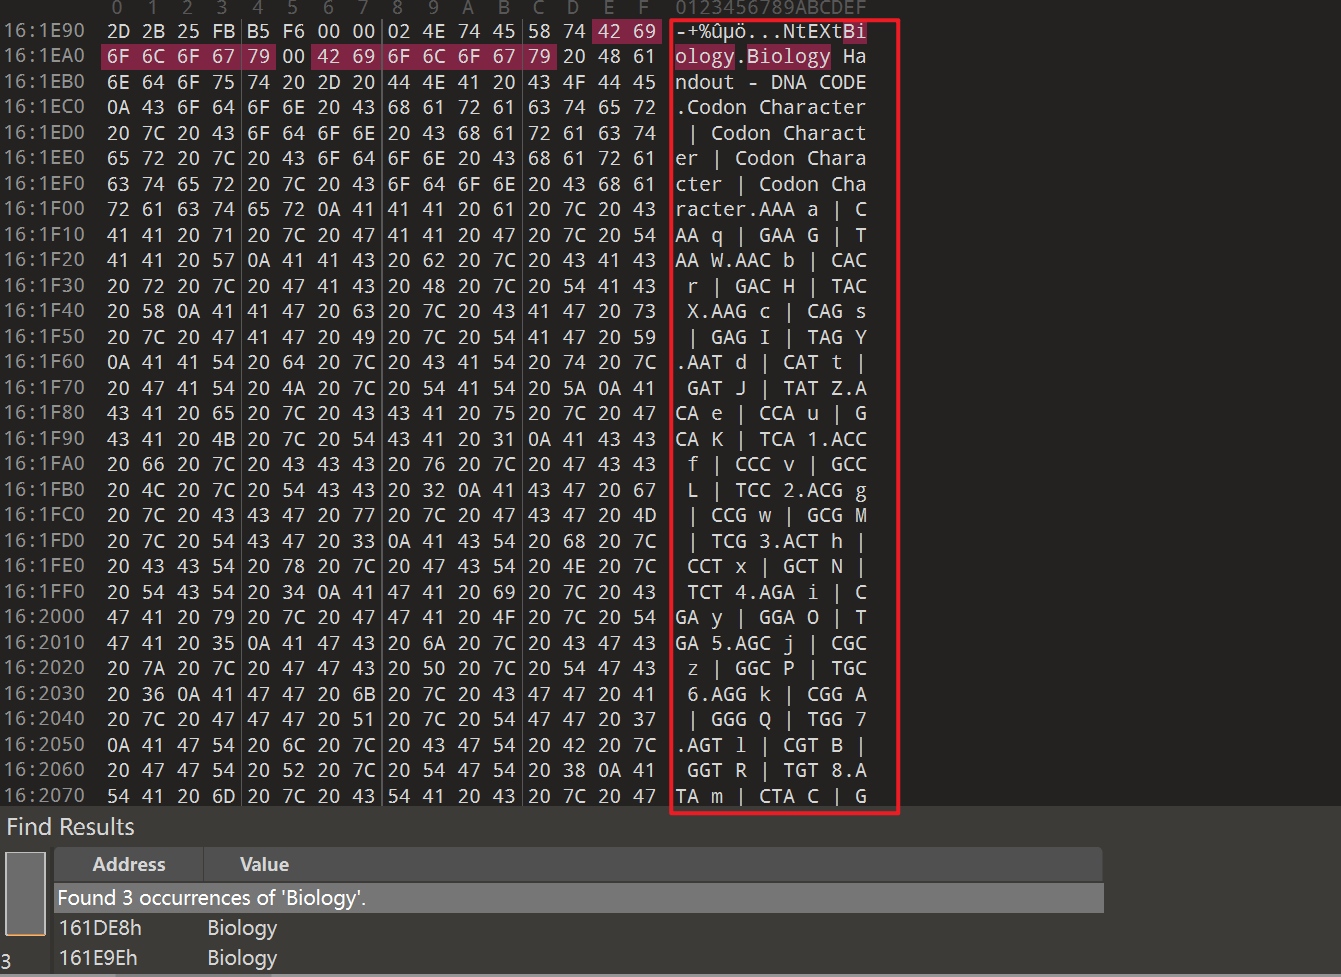 0 1 2 3 4 5 6 7 8 9 A B C D E F 0123456789ABCDEF
16:1E90 2D 2B 25 FB B5 F6 00 00 02 4E 74 45 58 74 42 69 -+%ûµö...NtEXtBi
16:1EA0 6F 6C 6F 67 79 00 42 69 6F 6C 6F 67 79 20 48 61 ology.Biology Ha
16:1EB0 6E 64 6F 75 74 20 2D 20 44 4E 41 20 43 4F 44 45 ndout - DNA CODE
16:1EC0 0A 43 6F 64 6F 6E 20 43 68 61 72 61 63 74 65 72 .Codon Character
16:1ED0 20 7C 20 43 6F 64 6F 6E 20 43 68 61 72 61 63 74 | Codon Charact
16:1EE0 65 72 20 7C 20 43 6F 64 6F 6E 20 43 68 61 72 61 er | Codon Chara
16:1EF0 63 74 65 72 20 7C 20 43 6F 64 6F 6E 20 43 68 61 cter | Codon Cha
16:1F00 72 61 63 74 65 72 0A 41 41 41 20 61 20 7C 20 43 racter.AAA a | C
16:1F10 41 41 20 71 20 7C 20 47 41 41 20 47 20 7C 20 54 AA q | GAA G | T
16:1F20 41 41 20 57 0A 41 41 43 20 62 20 7C 20 43 41 43 AA W.AAC b | CAC
16:1F30 20 72 20 7C 20 47 41 43 20 48 20 7C 20 54 41 43 r | GAC H | TAC
16:1F40 20 58 0A 41 41 47 20 63 20 7C 20 43 41 47 20 73 X.AAG c | CAG s
16:1F50 20 7C 20 47 41 47 20 49 20 7C 20 54 41 47 20 59 | GAG I | TAG Y
16:1F60 0A 41 41 54 20 64 20 7C 20 43 41 54 20 74 20 7C .AAT d | CAT t |
16:1F70 20 47 41 54 20 4A 20 7C 20 54 41 54 20 5A 0A 41 GAT J | TAT Z.A
16:1F80 43 41 20 65 20 7C 20 43 43 41 20 75 20 7C 20 47 CA e | CCA u | G
16:1F90 43 41 20 4B 20 7C 20 54 43 41 20 31 0A 41 43 43 CA K | TCA 1.ACC
16:1FA0 20 66 20 7C 20 43 43 43 20 76 20 7C 20 47 43 43 f | CCC v | GCC
16:1FB0 20 4C 20 7C 20 54 43 43 20 32 0A 41 43 47 20 67 L | TCC 2.ACG g
16:1FC0 20 7C 20 43 43 47 20 77 20 7C 20 47 43 47 20 4D | CCG w | GCG M
16:1FD0 20 7C 20 54 43 47 20 33 0A 41 43 54 20 68 20 7C | TCG 3.ACT h |
16:1FE0 20 43 43 54 20 78 20 7C 20 47 43 54 20 4E 20 7C CCT x | GCT N |
16:1FF0 20 54 43 54 20 34 0A 41 47 41 20 69 20 7C 20 43 TCT 4.AGA i | C
16:2000 47 41 20 79 20 7C 20 47 47 41 20 4F 20 7C 20 54 GA y | GGA O | T
16:2010 47 41 20 35 0A 41 47 43 20 6A 20 7C 20 43 47 43 GA 5.AGC j | CGC
16:2020 20 7A 20 7C 20 47 47 43 20 50 20 7C 20 54 47 43 z | GGC P | TGC
16:2030 20 36 0A 41 47 47 20 6B 20 7C 20 43 47 47 20 41 6.AGG k | CGG A
16:2040 20 7C 20 47 47 47 20 51 20 7C 20 54 47 47 20 37 | GGG Q | TGG 7
16:2050 0A 41 47 54 20 6C 20 7C 20 43 47 54 20 42 20 7C .AGT l | CGT B |
16:2060 20 47 47 54 20 52 20 7C 20 54 47 54 20 38 0A 41 GGT R | TGT 8.A
16:2070 54 41 20 6D 20 7C 20 43 54 41 20 43 20 7C 20 47 TA m | CTA C | G
Find Results
Address Value
Found 3 occurrences of 'Biology'.
161DE8h Biology
161E9Eh Biology
3